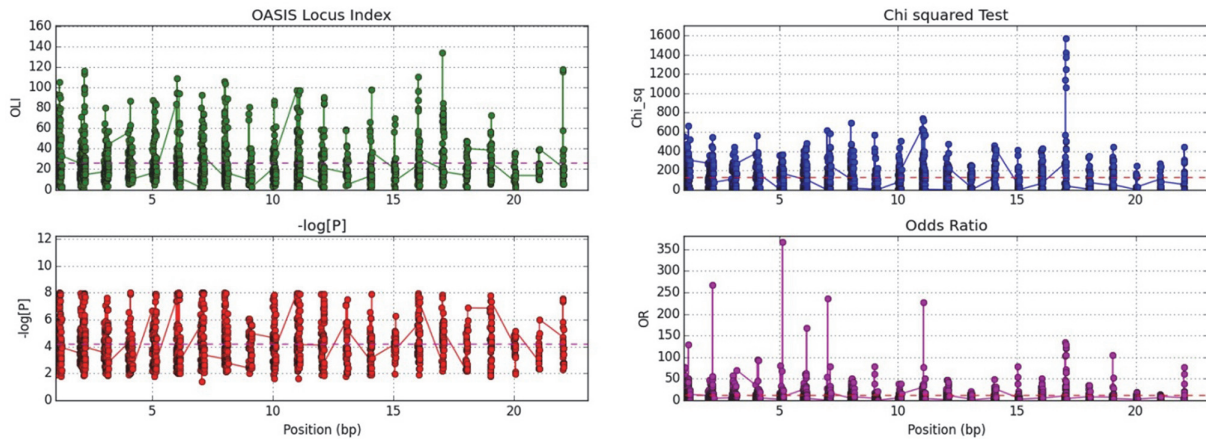 OASIS Locus Index
160
140
120
100
80
60
40
20
0
OLI
5 10 15 20
Chi squared Test
1600
1400
1200
1000
800
600
400
200
0
Chi_sq
5 10 15 20
-log[P]
12
10
8
6
4
2
0
-log[P]
5 10 15 20
Position (bp)
Odds Ratio
350
300
250
200
150
100
50
0
OR
5 10 15 20
Position (bp)